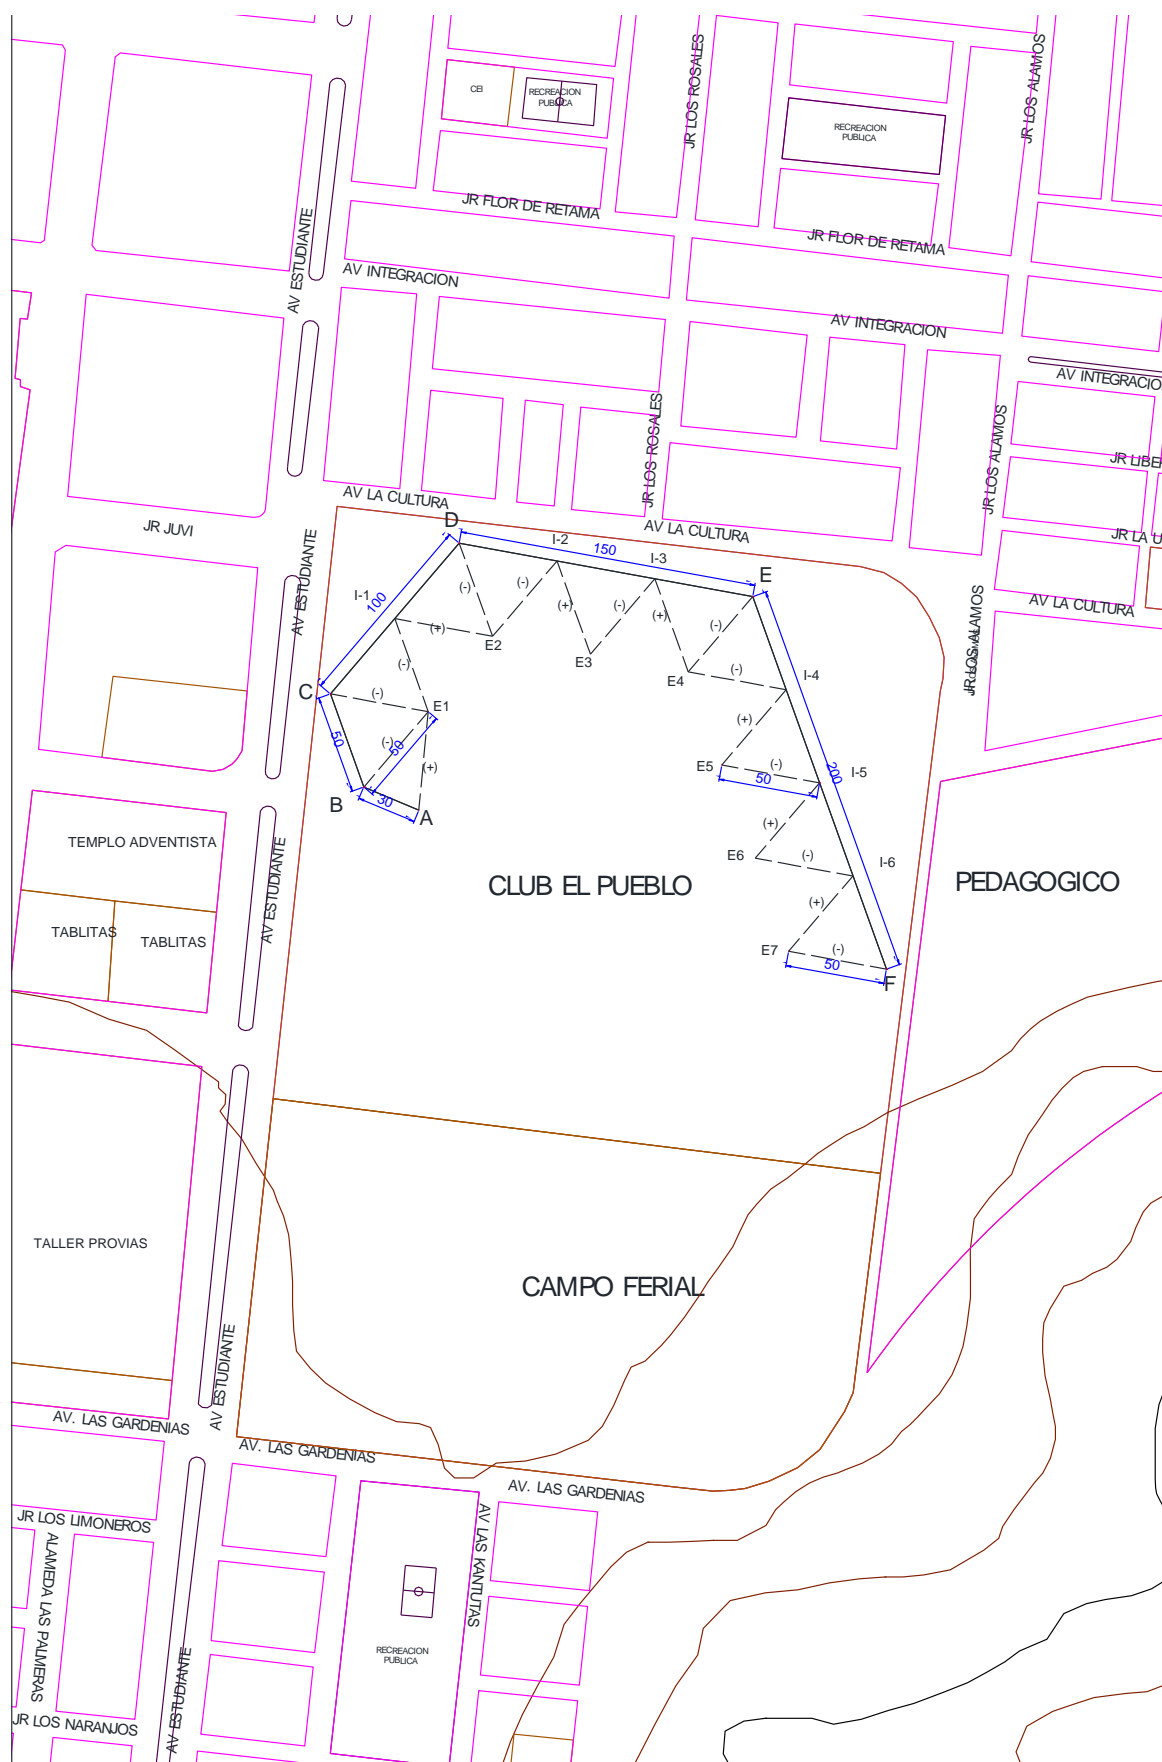 CEI
RECREACION
PUBLICA
JR LOS ROSALES
RECREACION
PUBLICA
JR LOS ALAMOS
JR FLOR DE RETAMA
JR FLOR DE RETAMA
AV ESTUDIANTE
AV INTEGRACION
AV INTEGRACION
AV INTEGRACIO
JR LOS ROSALES
JR LOS ALAMOS
JR LIBER
AV LA CULTURA
AV LA CULTURA
JR JUVI
JR LA U
AV ESTUDIANTE
D
I-2
150
I-3
E
I-1
100
(-)
(-)
(+)
(-)
(+)
(-)
(+)
E2
E3
E4
AV LA CULTURA
JR LOS ALAMOS
C
(-)
(-)
E1
(-)
I-4
50
(-)
50
(+)
(+)
E5
(-)
50
200
I-5
B
30
A
(+)
TEMPLO ADVENTISTA
AV ESTUDIANTE
E6
(-)
I-6
CLUB EL PUEBLO
PEDAGOGICO
(+)
TABLITAS
TABLITAS
E7
(-)
50
F
TALLER PROVIAS
CAMPO FERIAL
AV ESTUDIANTE
AV. LAS GARDENIAS
AV. LAS GARDENIAS
AV. LAS GARDENIAS
JR LOS LIMONEROS
ALAMEDA LAS PALMERAS
AV LAS KANTUTAS
RECREACION
PUBLICA
AV ESTUDIANTE
JR LOS NARANJOS